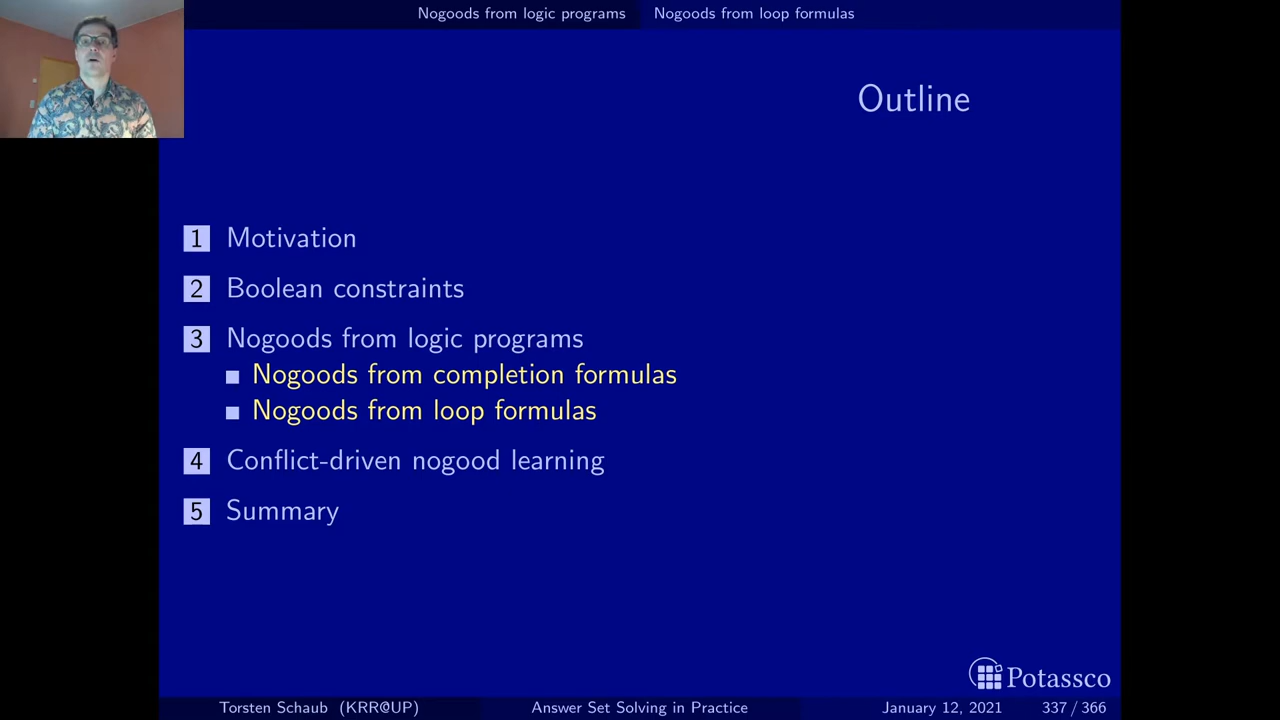 Nogoods from logic programs Nogoods from loop formulas
Outline
1 Motivation
2 Boolean constraints
3 Nogoods from logic programs
Nogoods from completion formulas
Nogoods from loop formulas
4 Conflict-driven nogood learning
5 Summary
Potassco
Torsten Schaub (KRR@UP) Answer Set Solving in Practice January 12, 2021 337 / 366